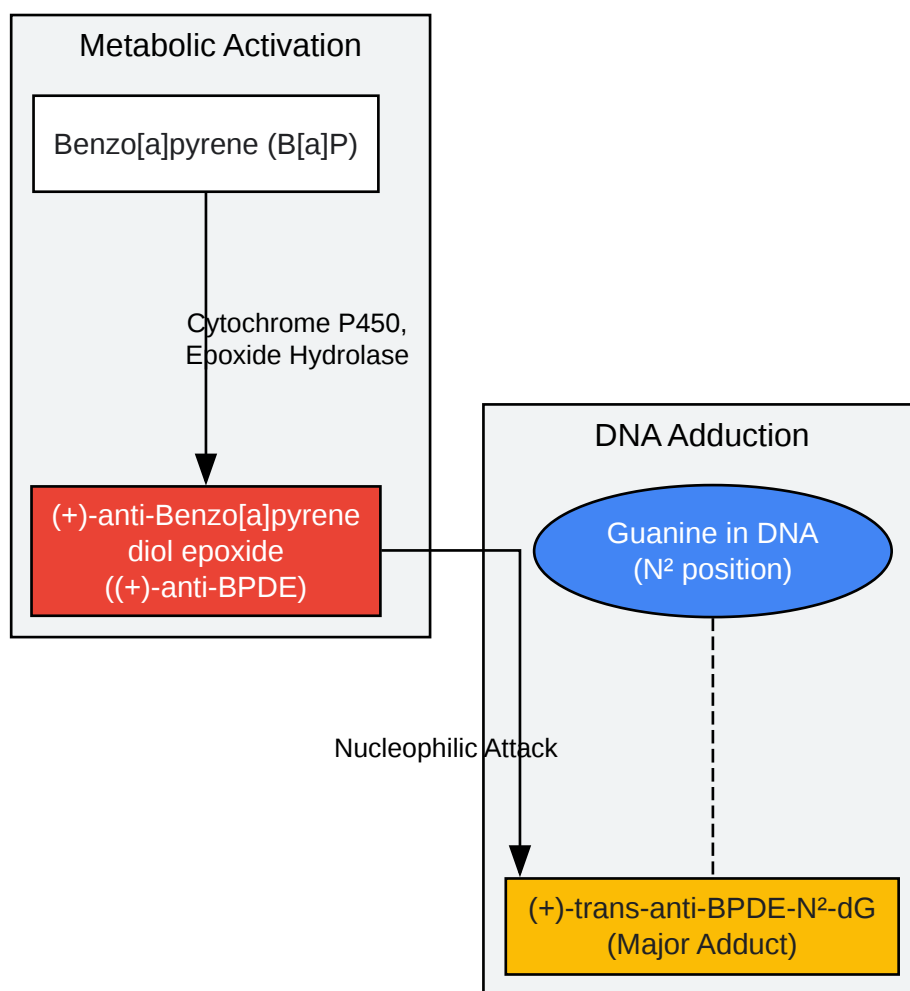 Metabolic Activation
Benzo[a]pyrene (B[a]P)
Cytochrome P450,
Epoxide Hydrolase
(+)-anti-Benzo[a]pyrene
diol epoxide
((+)-anti-BPDE)
DNA Adduction
Guanine in DNA
(N² position)
Nucleophilic Attack
(+)-trans-anti-BPDE-N²-dG
(Major Adduct)